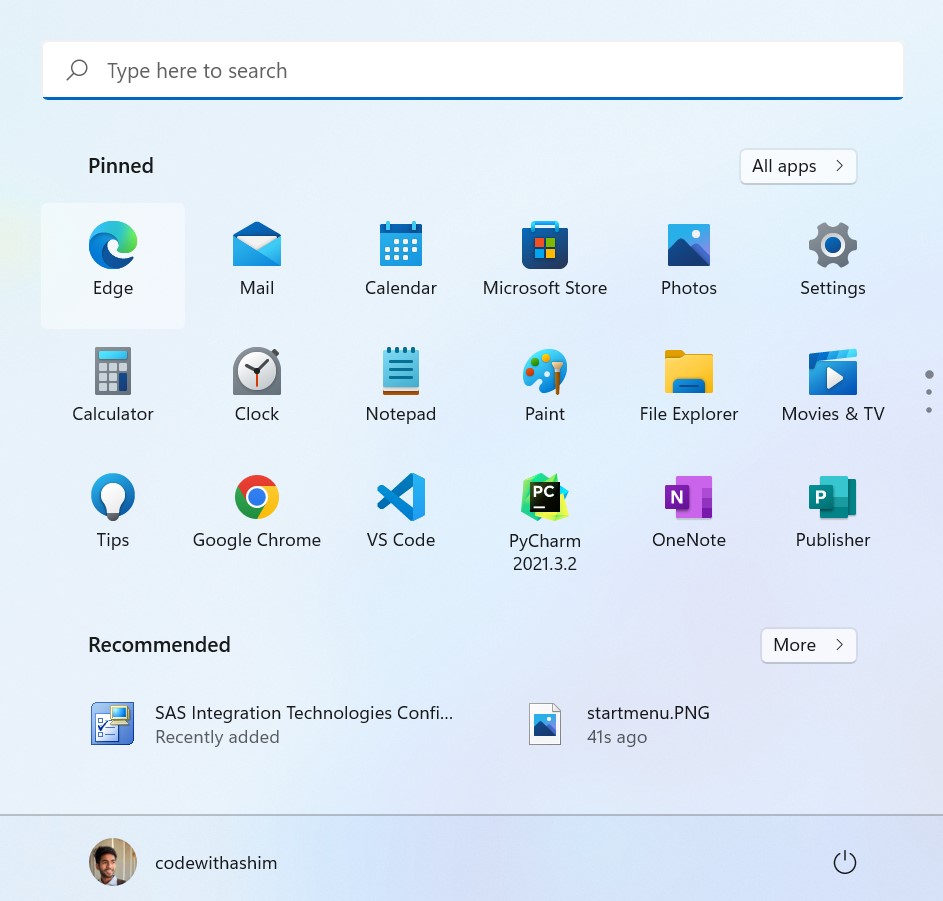 Type here to search
Pinned
All apps
Edge
Mail
Calendar
Microsoft Store
Photos
Settings
Calculator
Clock
Notepad
Paint
File Explorer
Movies & TV
PC
N
P
Tips
Google Chrome
VS Code
PyCharm
2021.3.2
OneNote
Publisher
Recommended
More
SAS Integration Technologies Confi...
Recently added
startmenu.PNG
41s ago
codewithashim